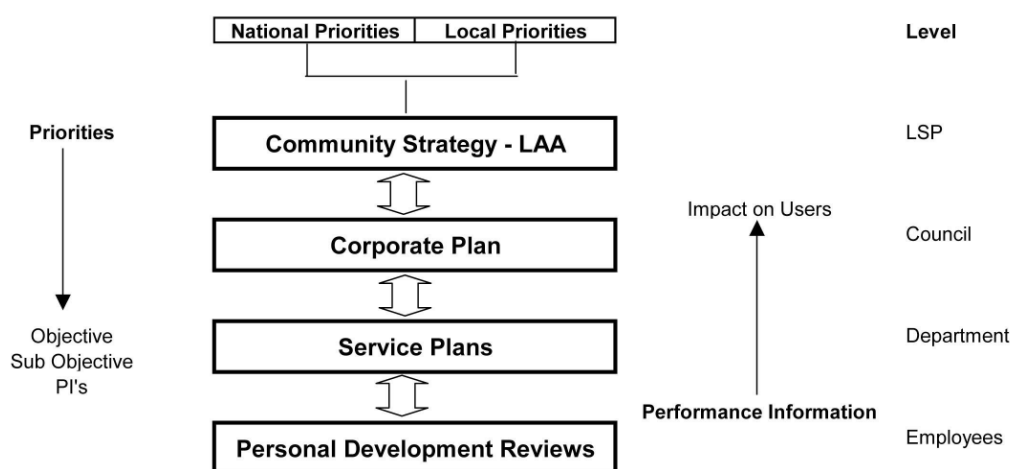 National Priorities
Local Priorities
Level
Priorities
Community Strategy - LAA
LSP
Impact on Users
Corporate Plan
Council
Objective
Sub Objective
PI's
Service Plans
Department
Performance Information
Personal Development Reviews
Employees